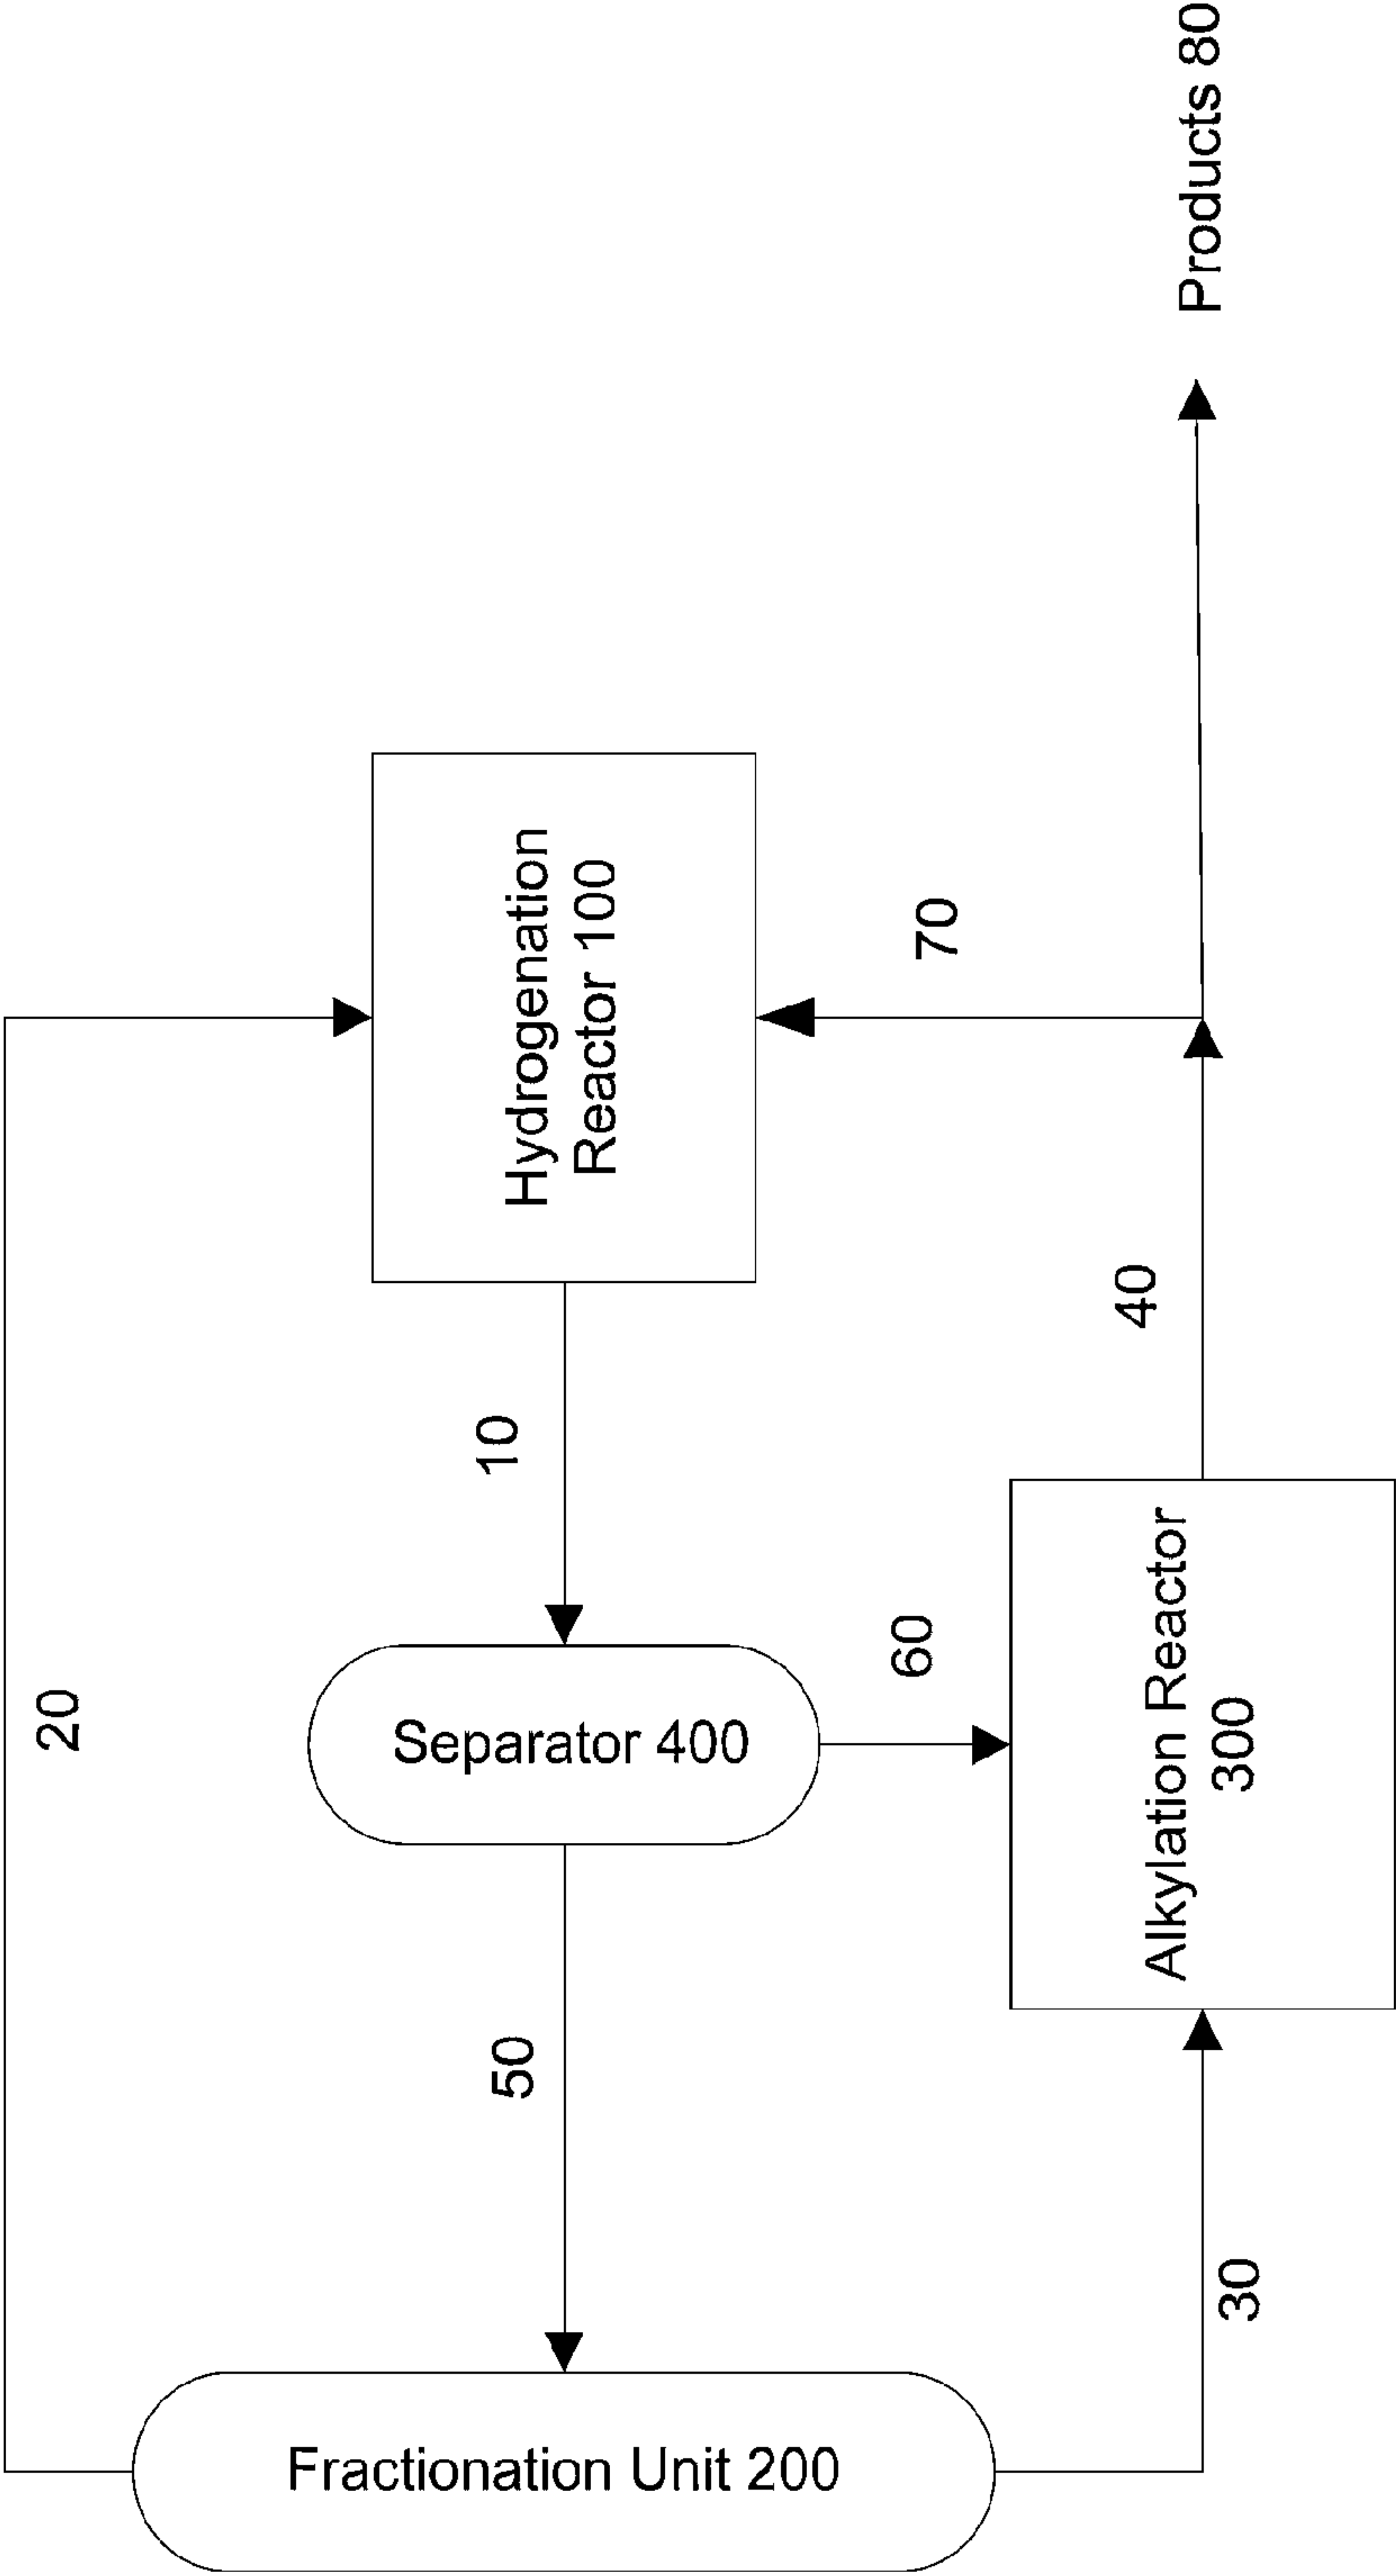 20
Hydrogenation
Reactor 100
10
70
Separator 400
60
50
40
Products 80
Alkylation Reactor
300
30
Fractionation Unit 200